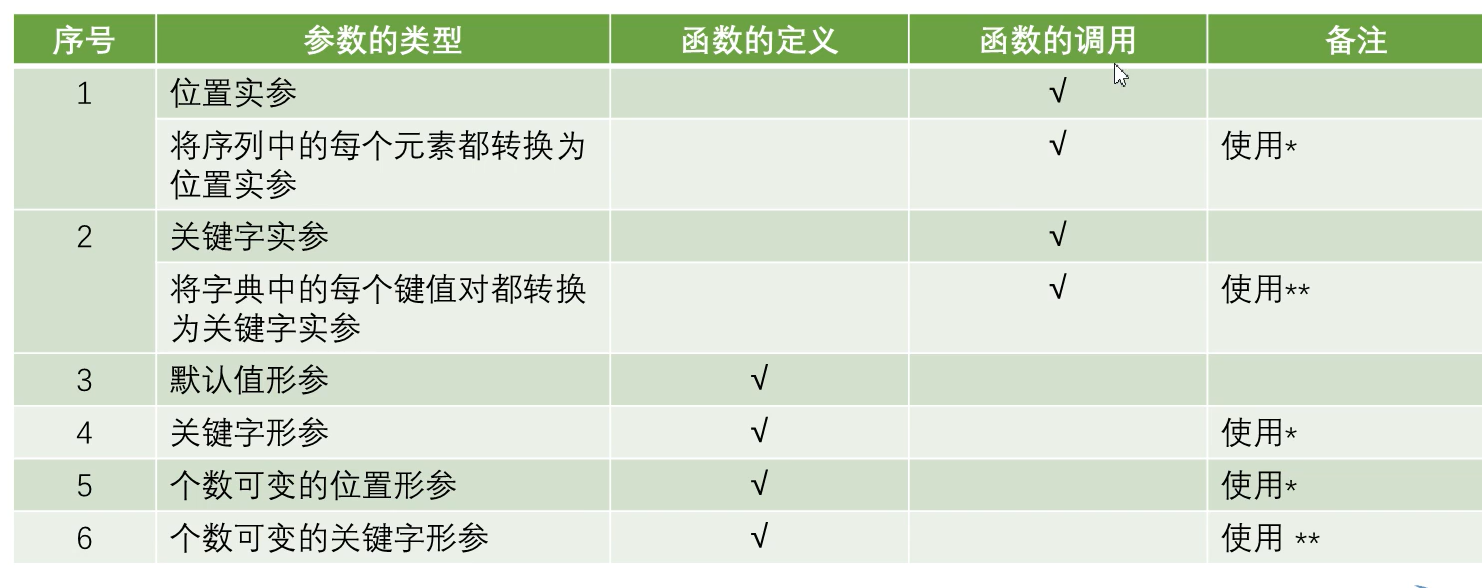 序号 参数的类型 函数的定义 函数的调用 备注
1 位置实参 √
将序列中的每个元素都转换为 √ 使用*
位置实参
2 关键字实参 √
将字典中的每个键值对都转换 √ 使用**
为关键字实参
3 默认值形参 √
4 关键字形参 √ 使用*
5 个数可变的位置形参 √ 使用*
6 个数可变的关键字形参 √ 使用 **